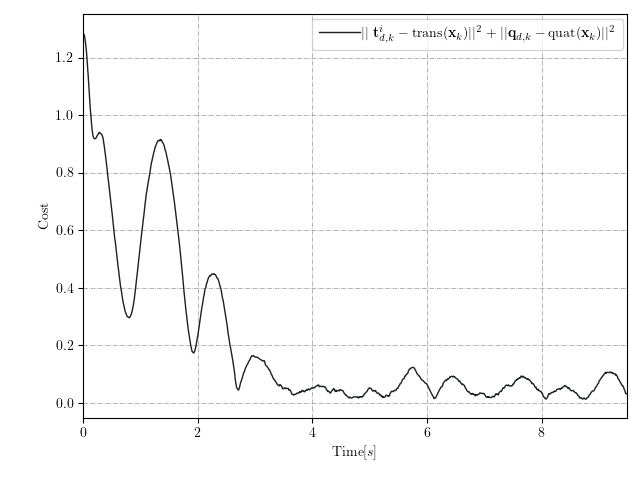 || t^i_{d,k} − trans(x_k)||^2 + ||q_{d,k} − quat(x_k)||^2
1.2
1.0
0.8
0.6
0.4
0.2
0.0
Cost
0 2 4 6 8
Time[s]